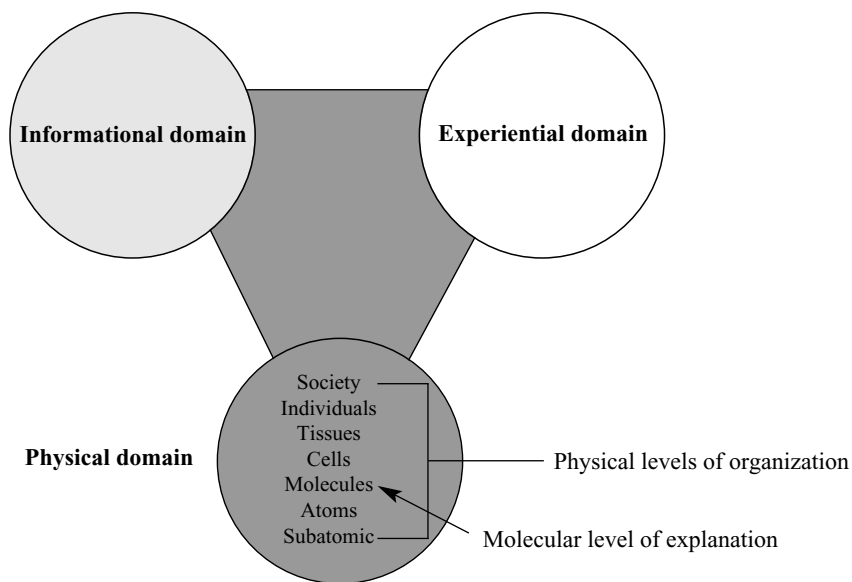 Informational domain
Experiential domain
Society
Individuals
Tissues
Physical domain
Cells
Physical levels of organization
Molecules
Atoms
Subatomic
Molecular level of explanation